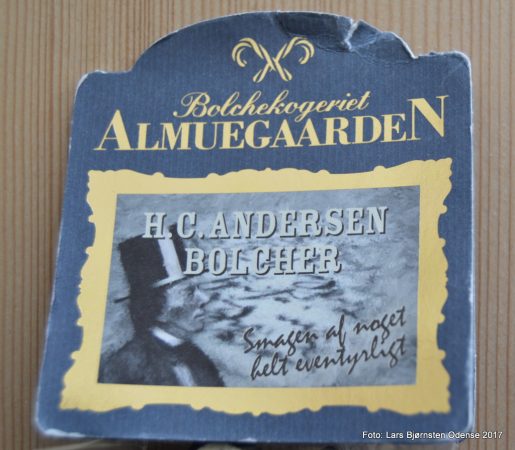 Bolchekogeriet
ALMUEGAARDEN
H.C. ANDERSEN
BOLCHER
Smagen af noget
helt eventyrligt
Foto: Lars Bjørnsten Odense 2017